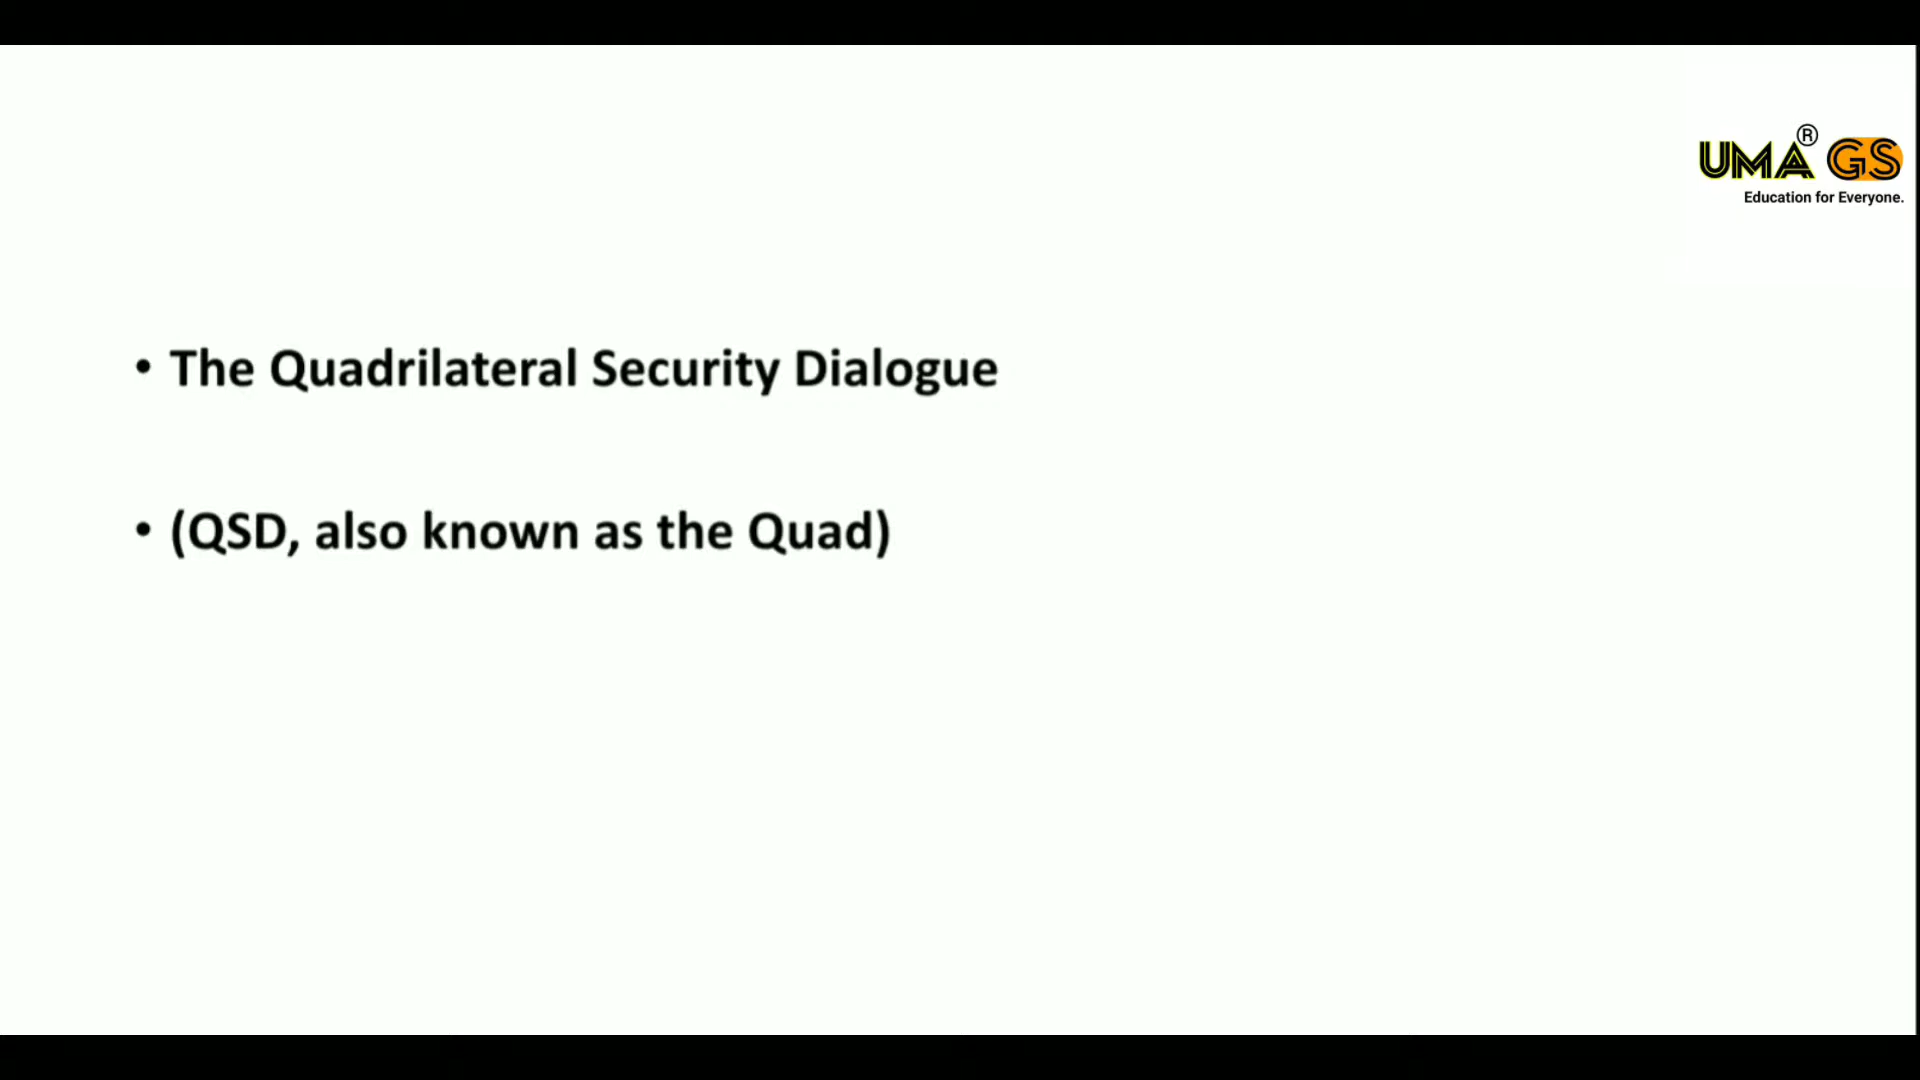 UMA® GS
Education for Everyone.
• The Quadrilateral Security Dialogue
• (QSD, also known as the Quad)